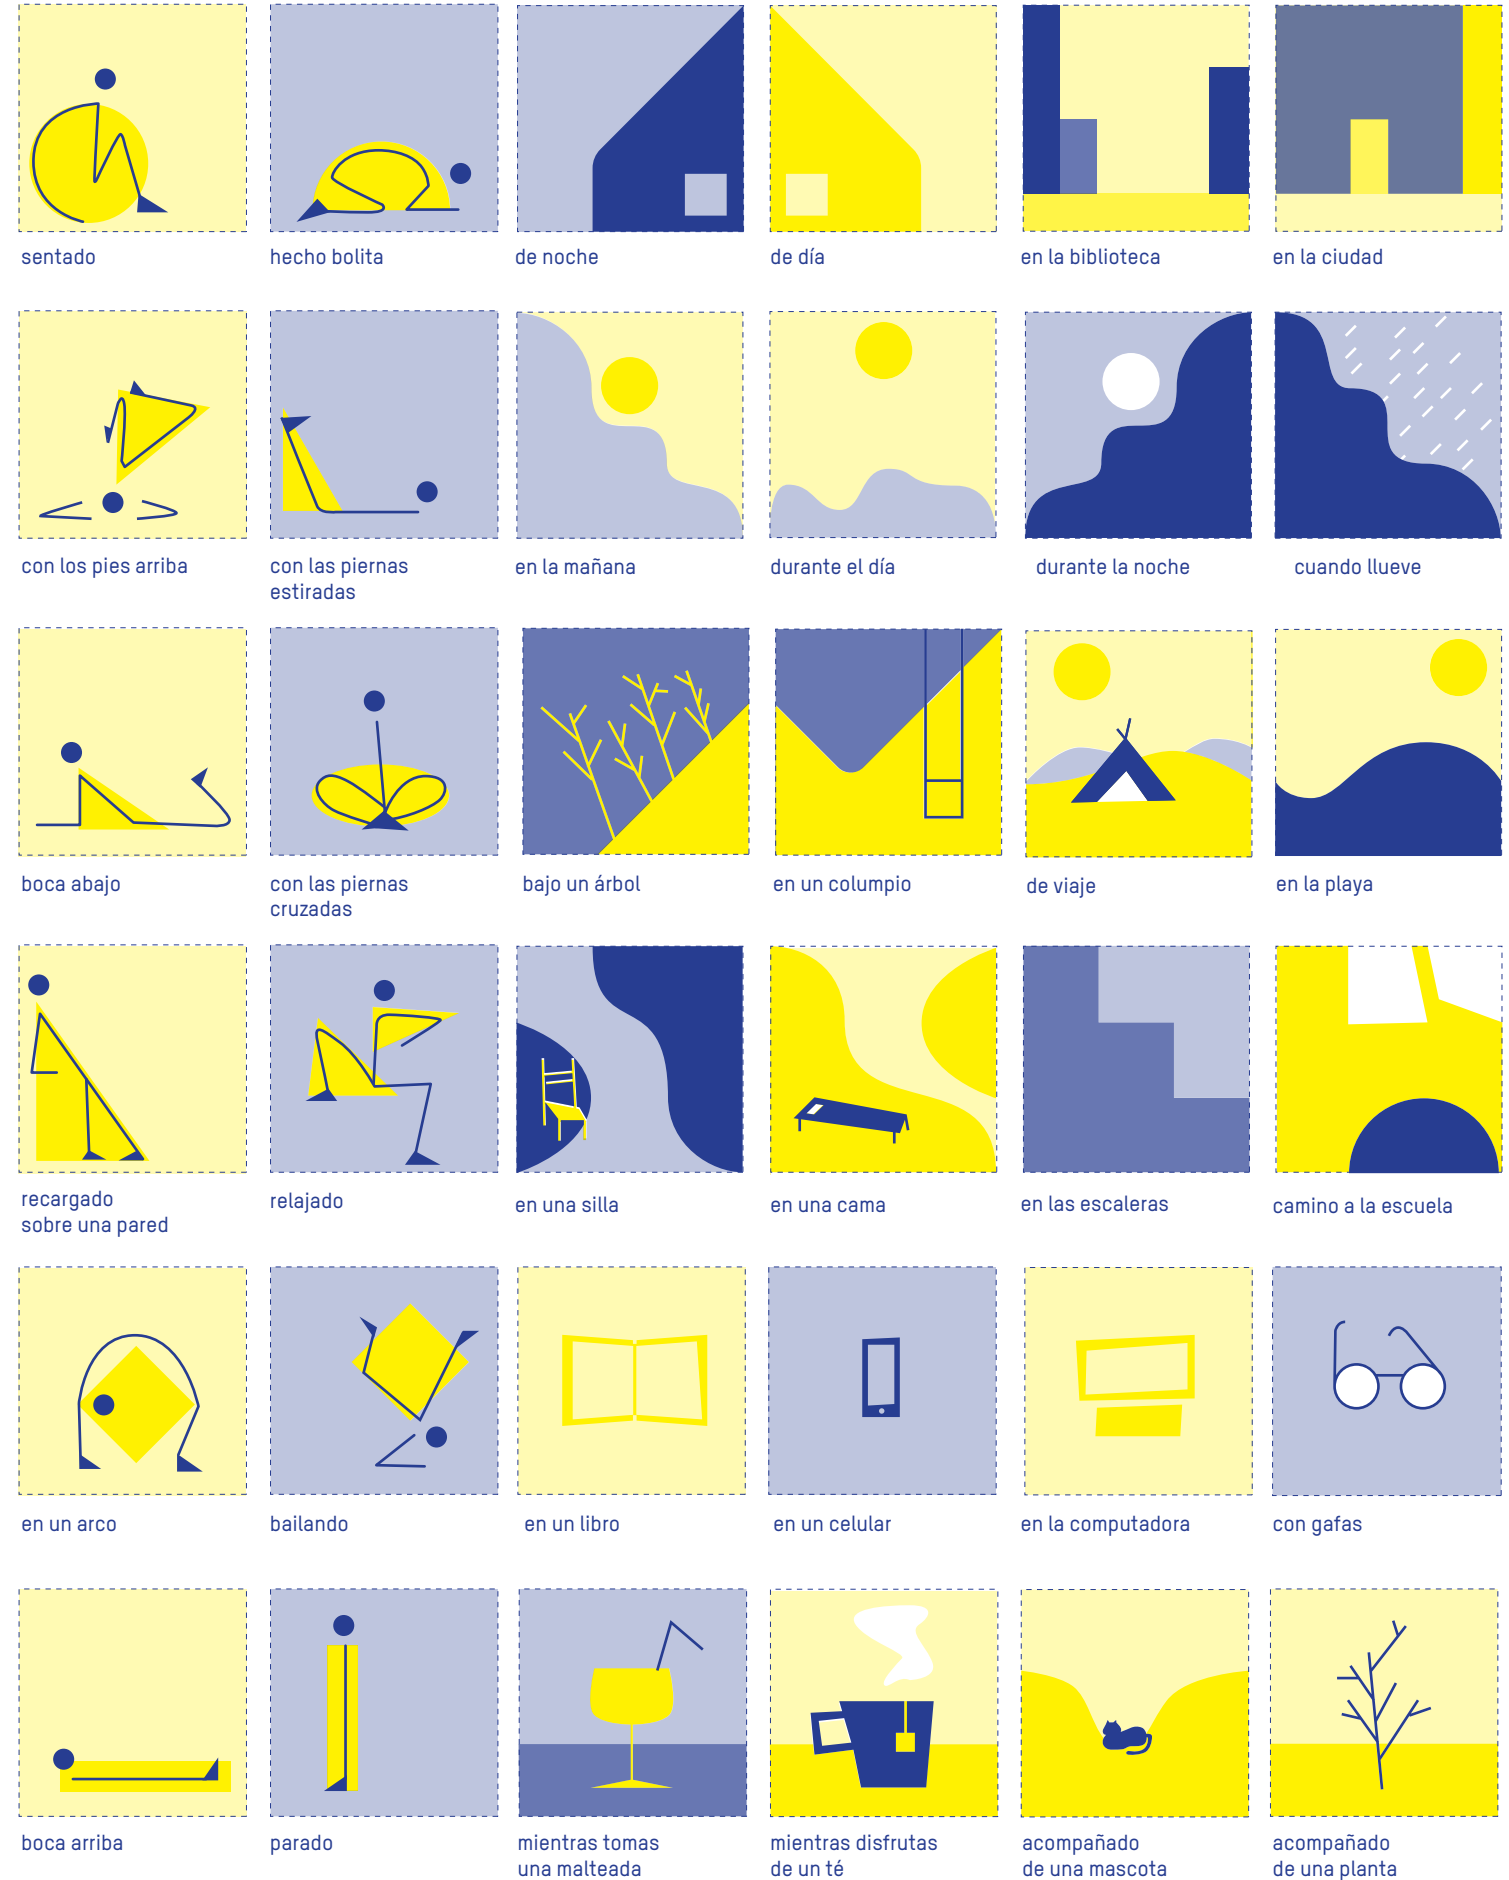 sentado
hecho bolita
de noche
de día
en la biblioteca
en la ciudad
con los pies arriba
con las piernas
estiradas
en la mañana
durante el día
durante la noche
cuando llueve
boca abajo
con las piernas
cruzadas
bajo un árbol
en un columpio
de viaje
en la playa
recargado
sobre una pared
relajado
en una silla
en una cama
en las escaleras
camino a la escuela
en un arco
bailando
en un libro
en un celular
en la computadora
con gafas
boca arriba
parado
mientras tomas
una malteada
mientras disfrutas
de un té
acompañado
de una mascota
acompañado
de una planta